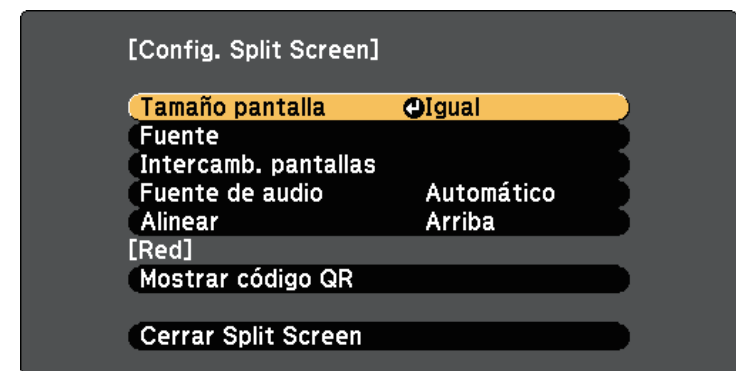 [Config. Split Screen]
Tamaño pantalla Igual
Fuente
Intercamb. pantallas
Fuente de audio Automático
Alinear Arriba
[Red]
Mostrar código QR
Cerrar Split Screen